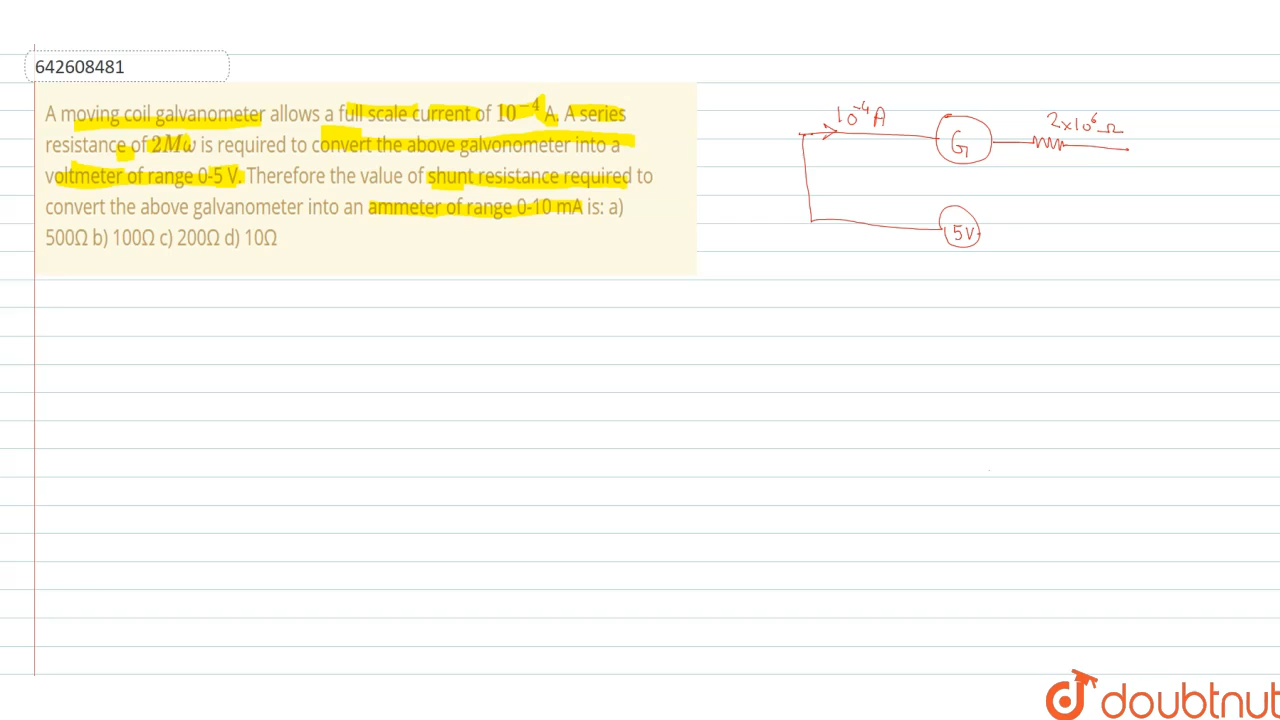 642608481
A moving coil galvanometer allows a full scale current of 10⁻⁴ A. A series
resistance of 2Mω is required to convert the above galvonometer into a
voltmeter of range 0-5 V. Therefore the value of shunt resistance required to
convert the above galvanometer into an ammeter of range 0-10 mA is: a)
500Ω b) 100Ω c) 200Ω d) 10Ω
10⁻⁴ A
G
2×10⁶ Ω
5V
doubtnut